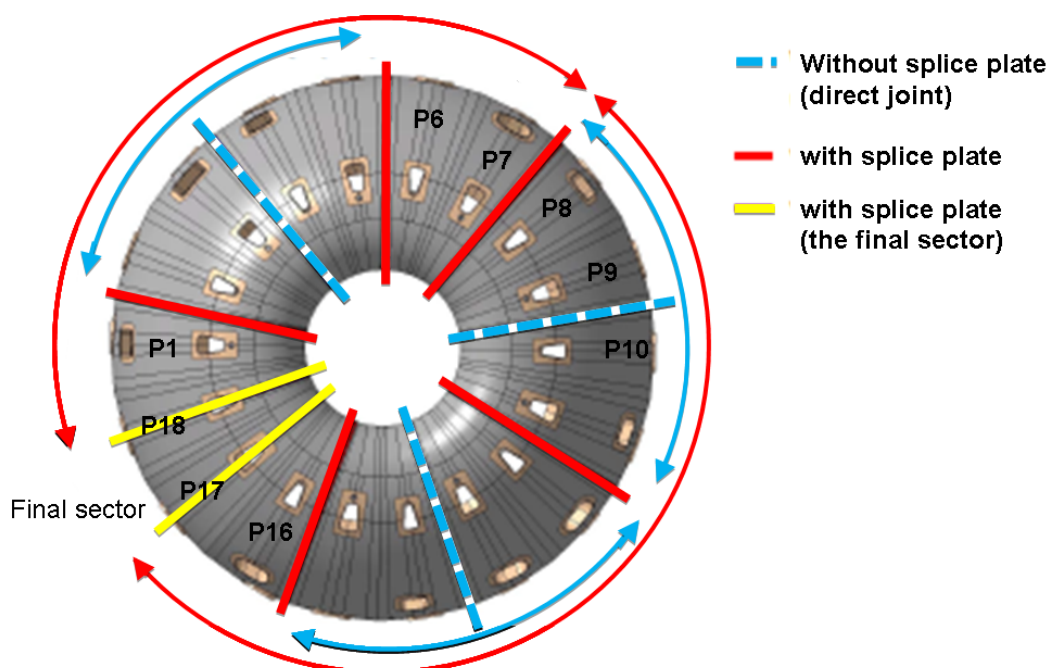 P6
P7
P8
P9
P10
P1
P18
P17
P16
Final sector
Without splice plate
(direct joint)
with splice plate
with splice plate
(the final sector)